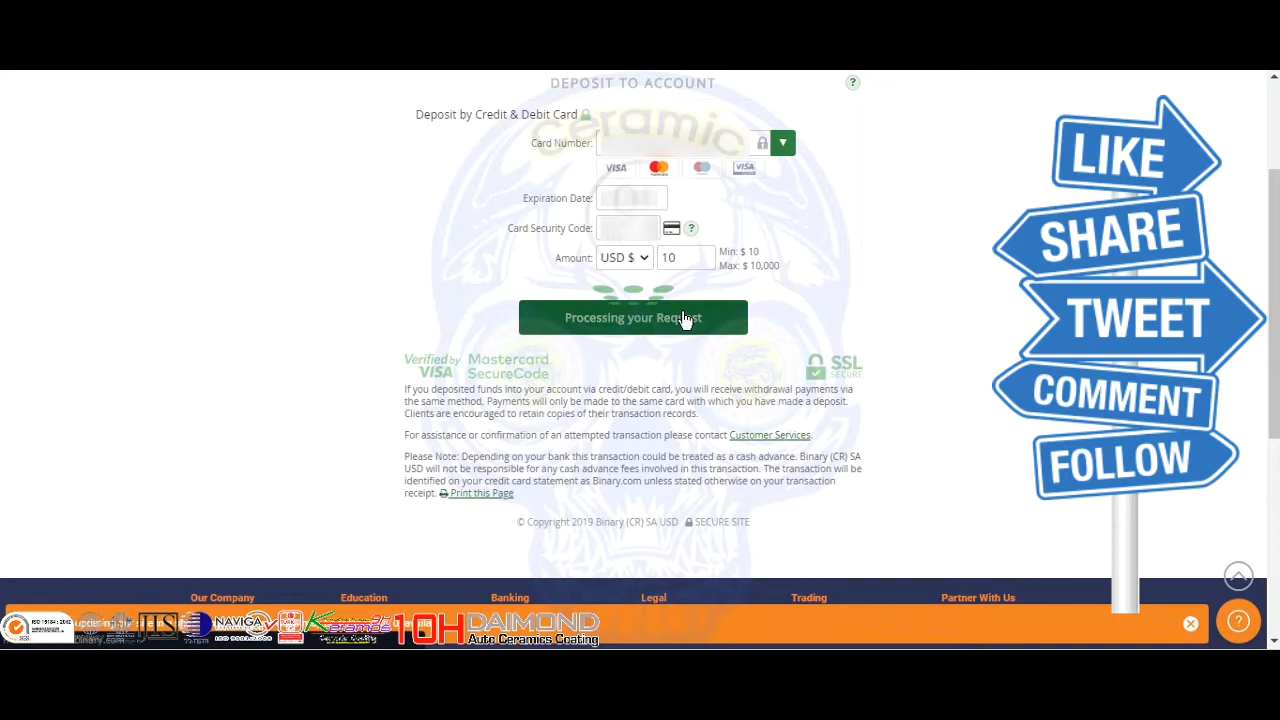 DEPOSIT TO ACCOUNT
?
Deposit by Credit & Debit Card
ceramic
Card Number:
VISA
VISA
Expiration Date:
Card Security Code:
?
Amount: USD $ 10
Min: $ 10
Max: $ 10,000
Processing your Request
Verified by VISA
Mastercard SecureCode
SSL SECURE
If you deposited funds into your account via credit/debit card, you will receive withdrawal payments via
the same method. Payments will only be made to the same card with which you have made a deposit.
Clients are encouraged to retain copies of their transaction records.
For assistance or confirmation of an attempted transaction please contact Customer Services.
Please Note: Depending on your bank this transaction could be treated as a cash advance. Binary (CR) SA
USD will not be responsible for any cash advance fees involved in this transaction. The transaction will be
identified on your credit card statement as Binary.com unless stated otherwise on your transaction
receipt. Print this Page
© Copyright 2019 Binary (CR) SA USD SECURE SITE
LIKE
SHARE
TWEET
COMMENT
FOLLOW
Our Company Education Banking Legal Trading Partner With Us
?
NAVIGA
10H DAIMOND
Auto Ceramics Coating